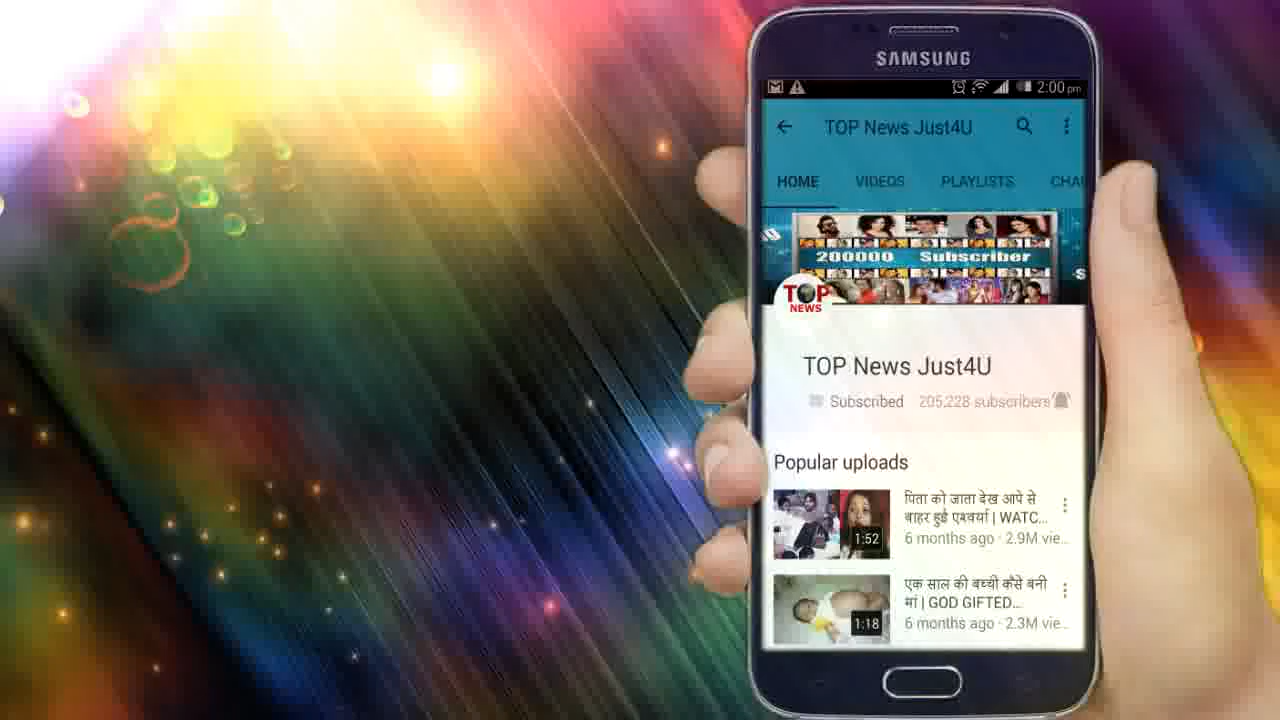 SAMSUNG
2:00 pm
TOP News Just4U
HOME VIDEOS PLAYLISTS CHA
200000 Subscriber
TOP
NEWS
TOP News Just4U
Subscribed 205,228 subscribers
Popular uploads
पिता को जाता देख आपे से
बाहर हुई एश्वर्या | WATC...
6 months ago · 2.9M vie...
1:52
एक साल की बच्ची कैसे बनी
मां | GOD GIFTED...
6 months ago · 2.3M vie...
1:18